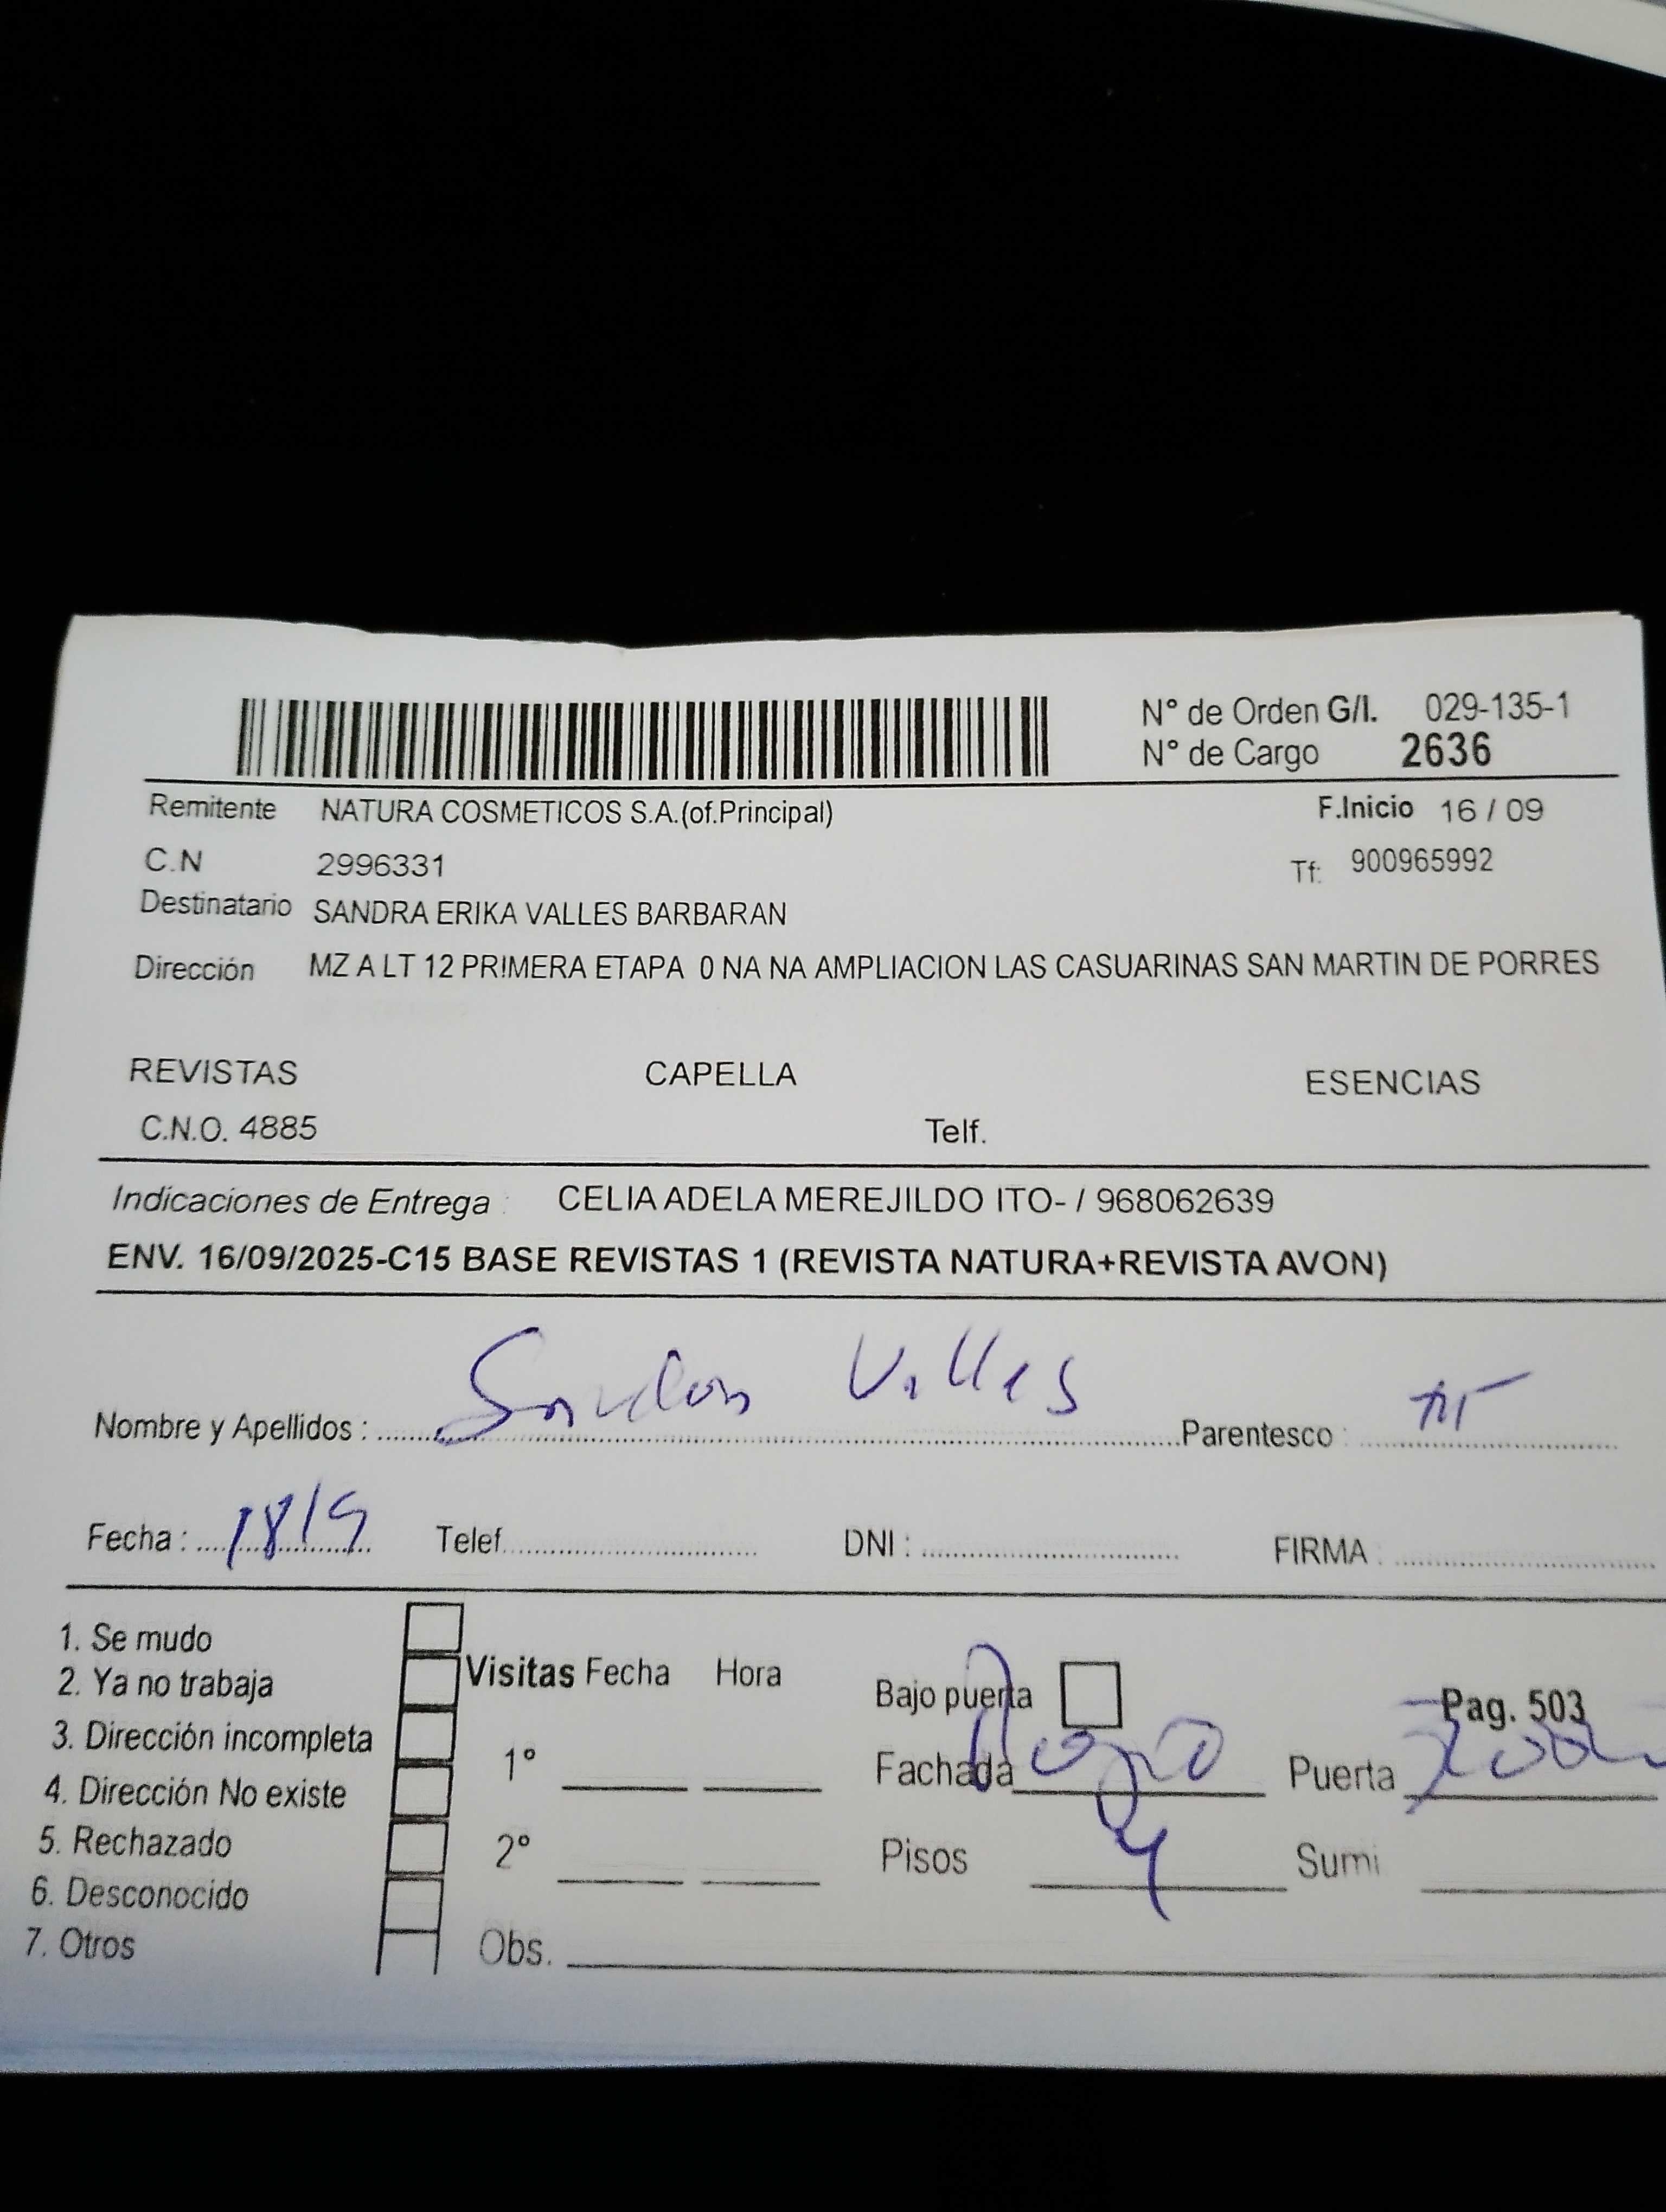 N° de Orden G/I. 029-135-1
N° de Cargo 2636
Remitente NATURA COSMETICOS S.A.(of.Principal) F.Inicio 16 / 09
C.N 2996331 Tf: 900965992
Destinatario SANDRA ERIKA VALLES BARBARAN
Dirección MZ A LT 12 PRIMERA ETAPA 0 NA NA AMPLIACION LAS CASUARINAS SAN MARTIN DE PORRES
REVISTAS CAPELLA ESENCIAS
C.N.O. 4885 Telf.
Indicaciones de Entrega : CELIA ADELA MEREJILDO ITO- / 968062639
ENV. 16/09/2025-C15 BASE REVISTAS 1 (REVISTA NATURA+REVISTA AVON)
Nombre y Apellidos : Valles Parentesco :
Fecha : 18/9 Telef. DNI : FIRMA :
1. Se mudo
2. Ya no trabaja Visitas Fecha Hora Bajo puerta Pag. 503
3. Dirección incompleta
4. Dirección No existe 1° Fachada Puerta
5. Rechazado 2° Pisos 4 Sumi
6. Desconocido
7. Otros Obs.